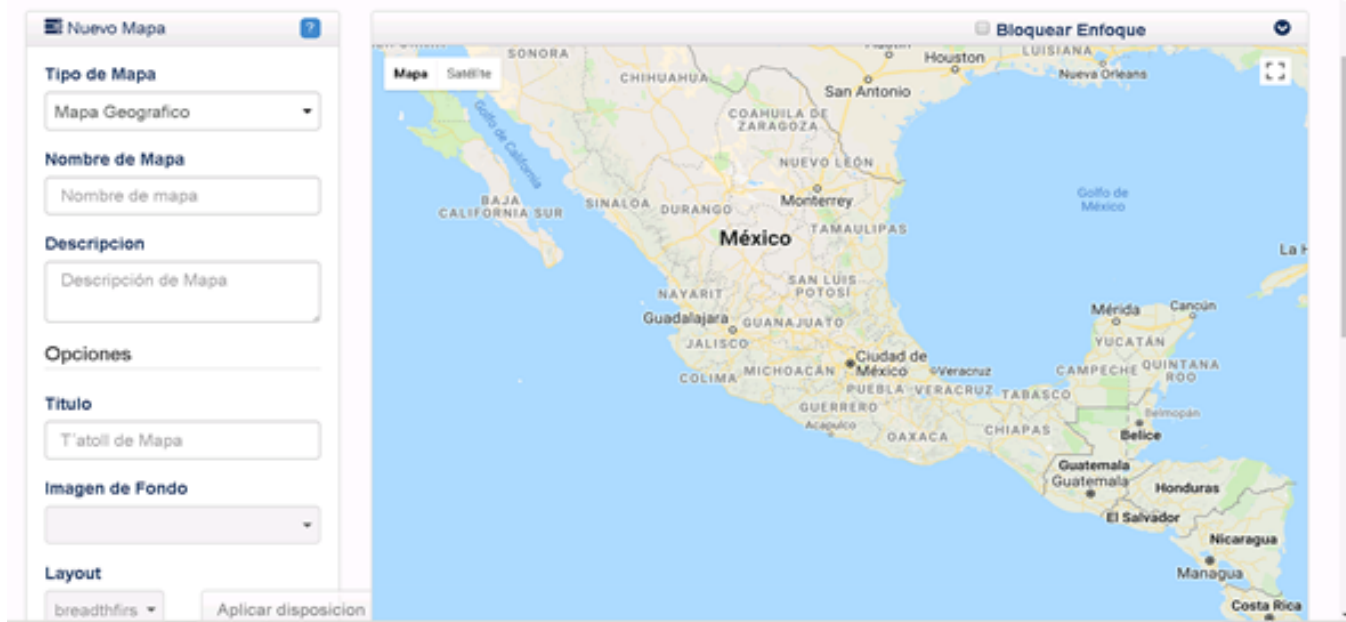 Nuevo Mapa
?
Tipo de Mapa
Mapa Geografico
Nombre de Mapa
Nombre de mapa
Descripcion
Descripción de Mapa
Opciones
Titulo
T´atoll de Mapa
Imagen de Fondo
Layout
breadthfirs
Aplicar disposicion
Bloquear Enfoque
Mapa
Satélite
SONORA
CHIHUAHUA
Houston
LUISIANA
Nueva Orleans
San Antonio
COAHUILA DE
ZARAGOZA
Golfo de California
NUEVO LEÓN
Monterrey
BAJA
CALIFORNIA SUR
SINALOA
DURANGO
Golfo de
México
México
TAMAULIPAS
La H
SAN LUIS
POTOSÍ
NAYARIT
Guadalajara
GUANAJUATO
JALISCO
Mérida
Cancún
YUCATÁN
Ciudad de
México
Veracruz
COLIMA
MICHOACÁN
CAMPECHE
QUINTANA
ROO
PUEBLA
VERACRUZ
TABASCO
GUERRERO
Acapulco
OAXACA
CHIAPAS
Belmopán
Belice
Guatemala
Guatemala
Honduras
El Salvador
Nicaragua
Managua
Costa Rica